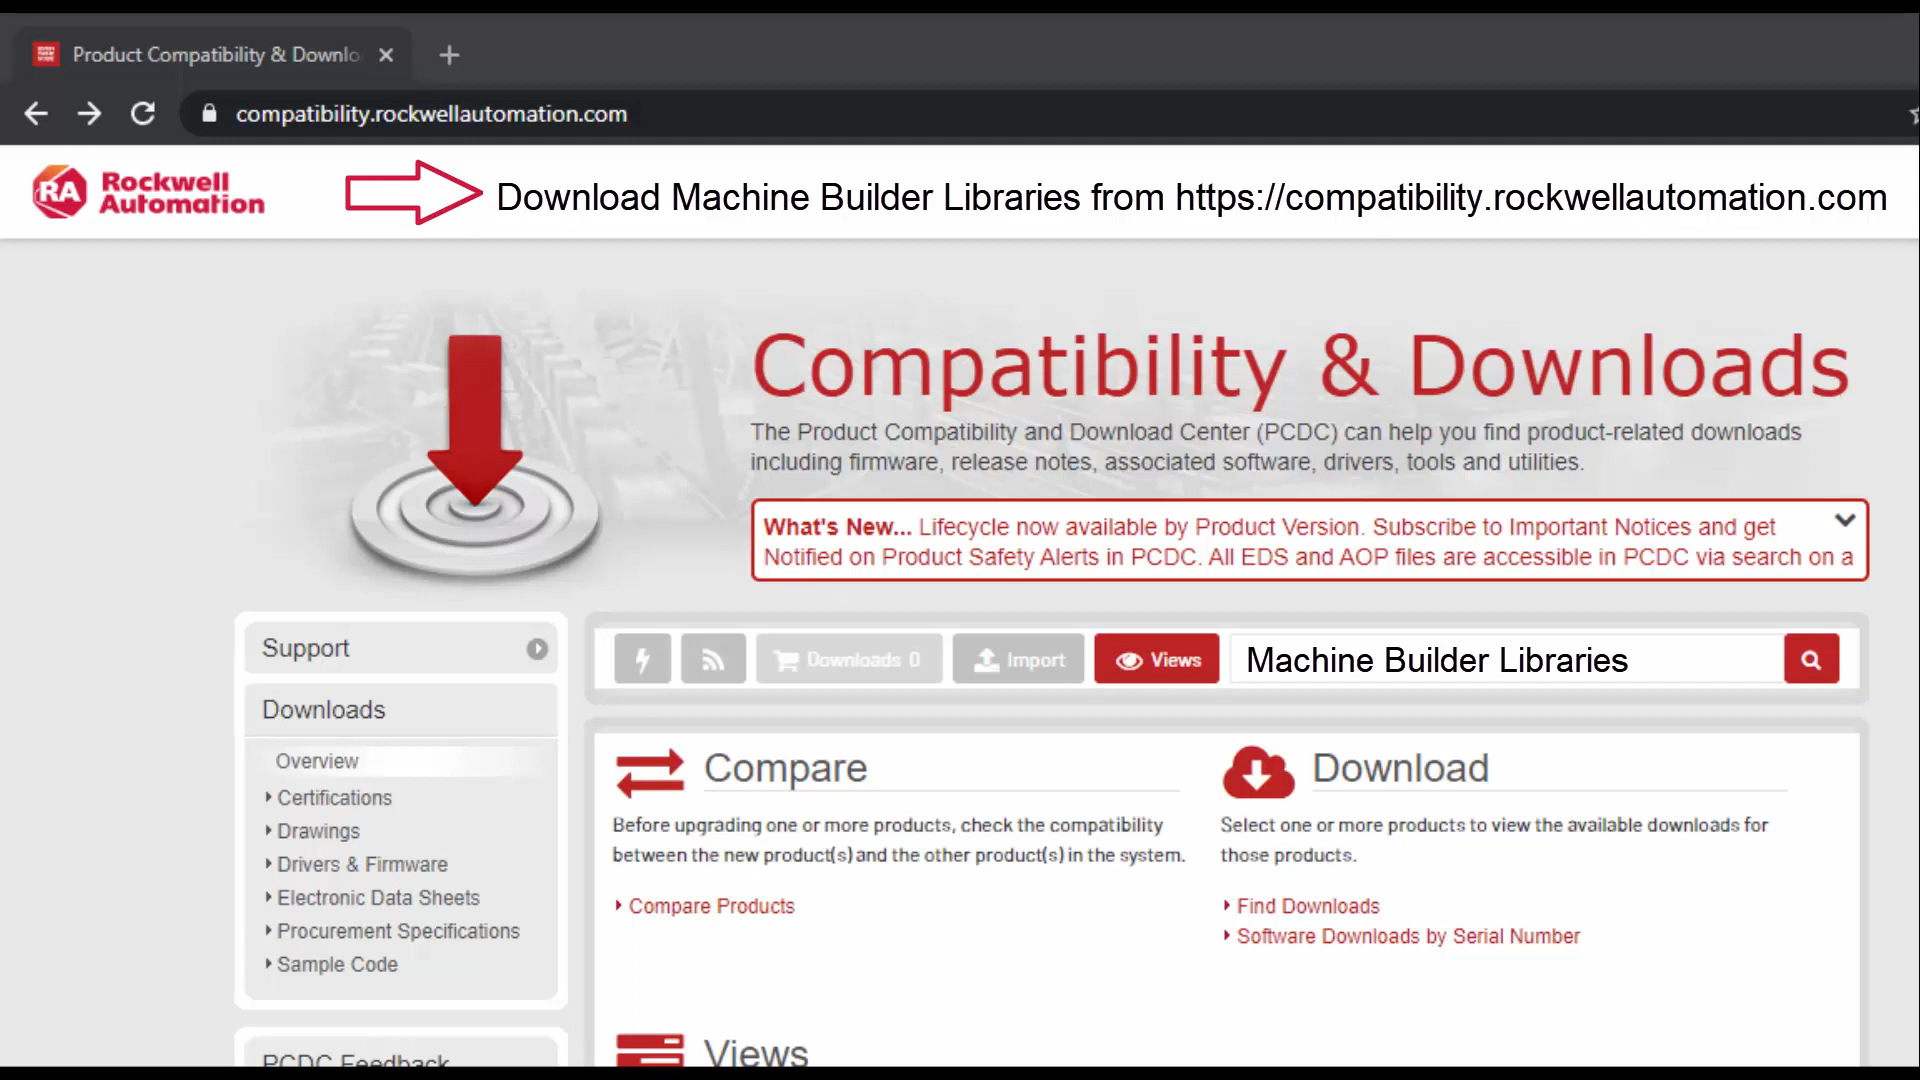 Product Compatibility & Downlo
compatibility.rockwellautomation.com
RA Rockwell Automation
Download Machine Builder Libraries from https://compatibility.rockwellautomation.com
Compatibility & Downloads
The Product Compatibility and Download Center (PCDC) can help you find product-related downloads
including firmware, release notes, associated software, drivers, tools and utilities.
What's New... Lifecycle now available by Product Version. Subscribe to Important Notices and get
Notified on Product Safety Alerts in PCDC. All EDS and AOP files are accessible in PCDC via search on a
Support
Downloads
Overview
Certifications
Drawings
Drivers & Firmware
Electronic Data Sheets
Procurement Specifications
Sample Code
PCDC Feedback
Downloads 0
Import
Views
Machine Builder Libraries
Compare
Before upgrading one or more products, check the compatibility
between the new product(s) and the other product(s) in the system.
Compare Products
Download
Select one or more products to view the available downloads for
those products.
Find Downloads
Software Downloads by Serial Number
Views